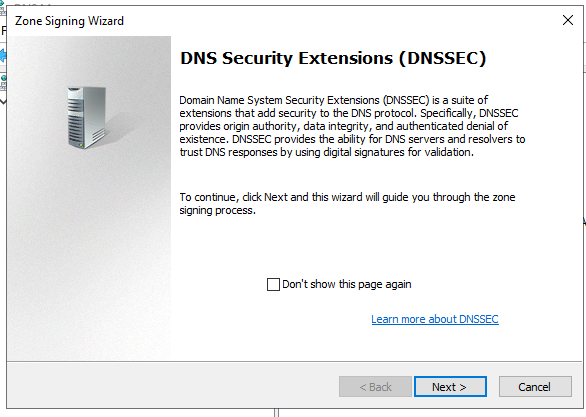 Zone Signing Wizard
DNS Security Extensions (DNSSEC)
Domain Name System Security Extensions (DNSSEC) is a suite of
extensions that add security to the DNS protocol. Specifically, DNSSEC
provides origin authority, data integrity, and authenticated denial of
existence. DNSSEC provides the ability for DNS servers and resolvers to
trust DNS responses by using digital signatures for validation.
To continue, click Next and this wizard will guide you through the zone
signing process.
Don't show this page again
Learn more about DNSSEC
< Back
Next >
Cancel